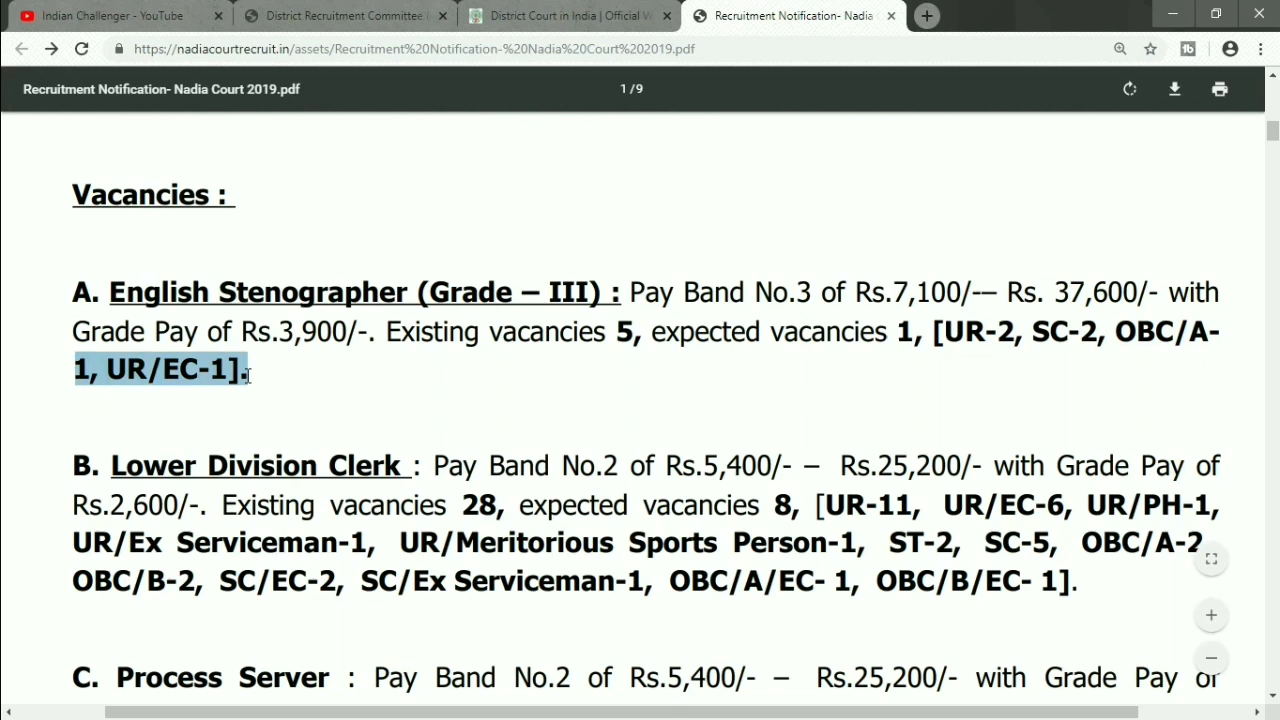 Indian Challenger - YouTube
District Recruitment Committee
District Court in India | Official W
Recruitment Notification- Nadia
https://nadiacourtrecruit.in/assets/Recruitment%20Notification-%20Nadia%20Court%202019.pdf
Recruitment Notification- Nadia Court 2019.pdf
1 / 9
Vacancies :
A. English Stenographer (Grade – III) : Pay Band No.3 of Rs.7,100/-– Rs. 37,600/- with
Grade Pay of Rs.3,900/-. Existing vacancies 5, expected vacancies 1, [UR-2, SC-2, OBC/A-
1, UR/EC-1].
B. Lower Division Clerk : Pay Band No.2 of Rs.5,400/- – Rs.25,200/- with Grade Pay of
Rs.2,600/-. Existing vacancies 28, expected vacancies 8, [UR-11, UR/EC-6, UR/PH-1,
UR/Ex Serviceman-1, UR/Meritorious Sports Person-1, ST-2, SC-5, OBC/A-2,
OBC/B-2, SC/EC-2, SC/Ex Serviceman-1, OBC/A/EC- 1, OBC/B/EC- 1].
C. Process Server : Pay Band No.2 of Rs.5,400/- – Rs.25,200/- with Grade Pay of